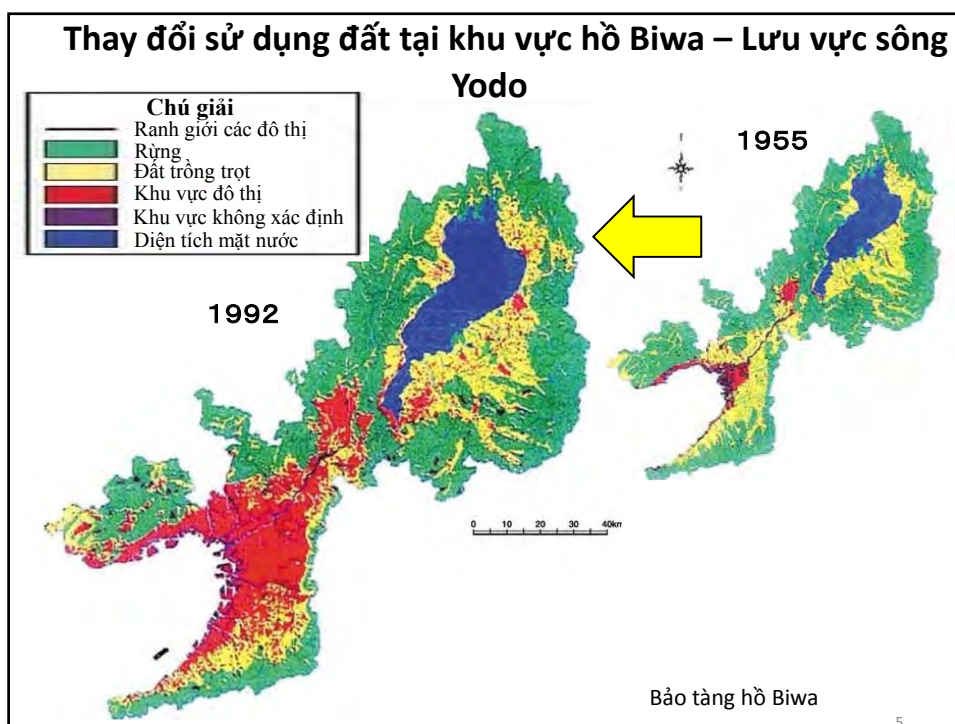 Thay đổi sử dụng đất tại khu vực hồ Biwa – Lưu vực sông
Yodo
Chú giải
Ranh giới các đô thị
Rừng
Đất trồng trọt
Khu vực đô thị
Khu vực không xác định
Diện tích mặt nước
1955
1992
0 10 20 30 40km
Bảo tàng hồ Biwa
5